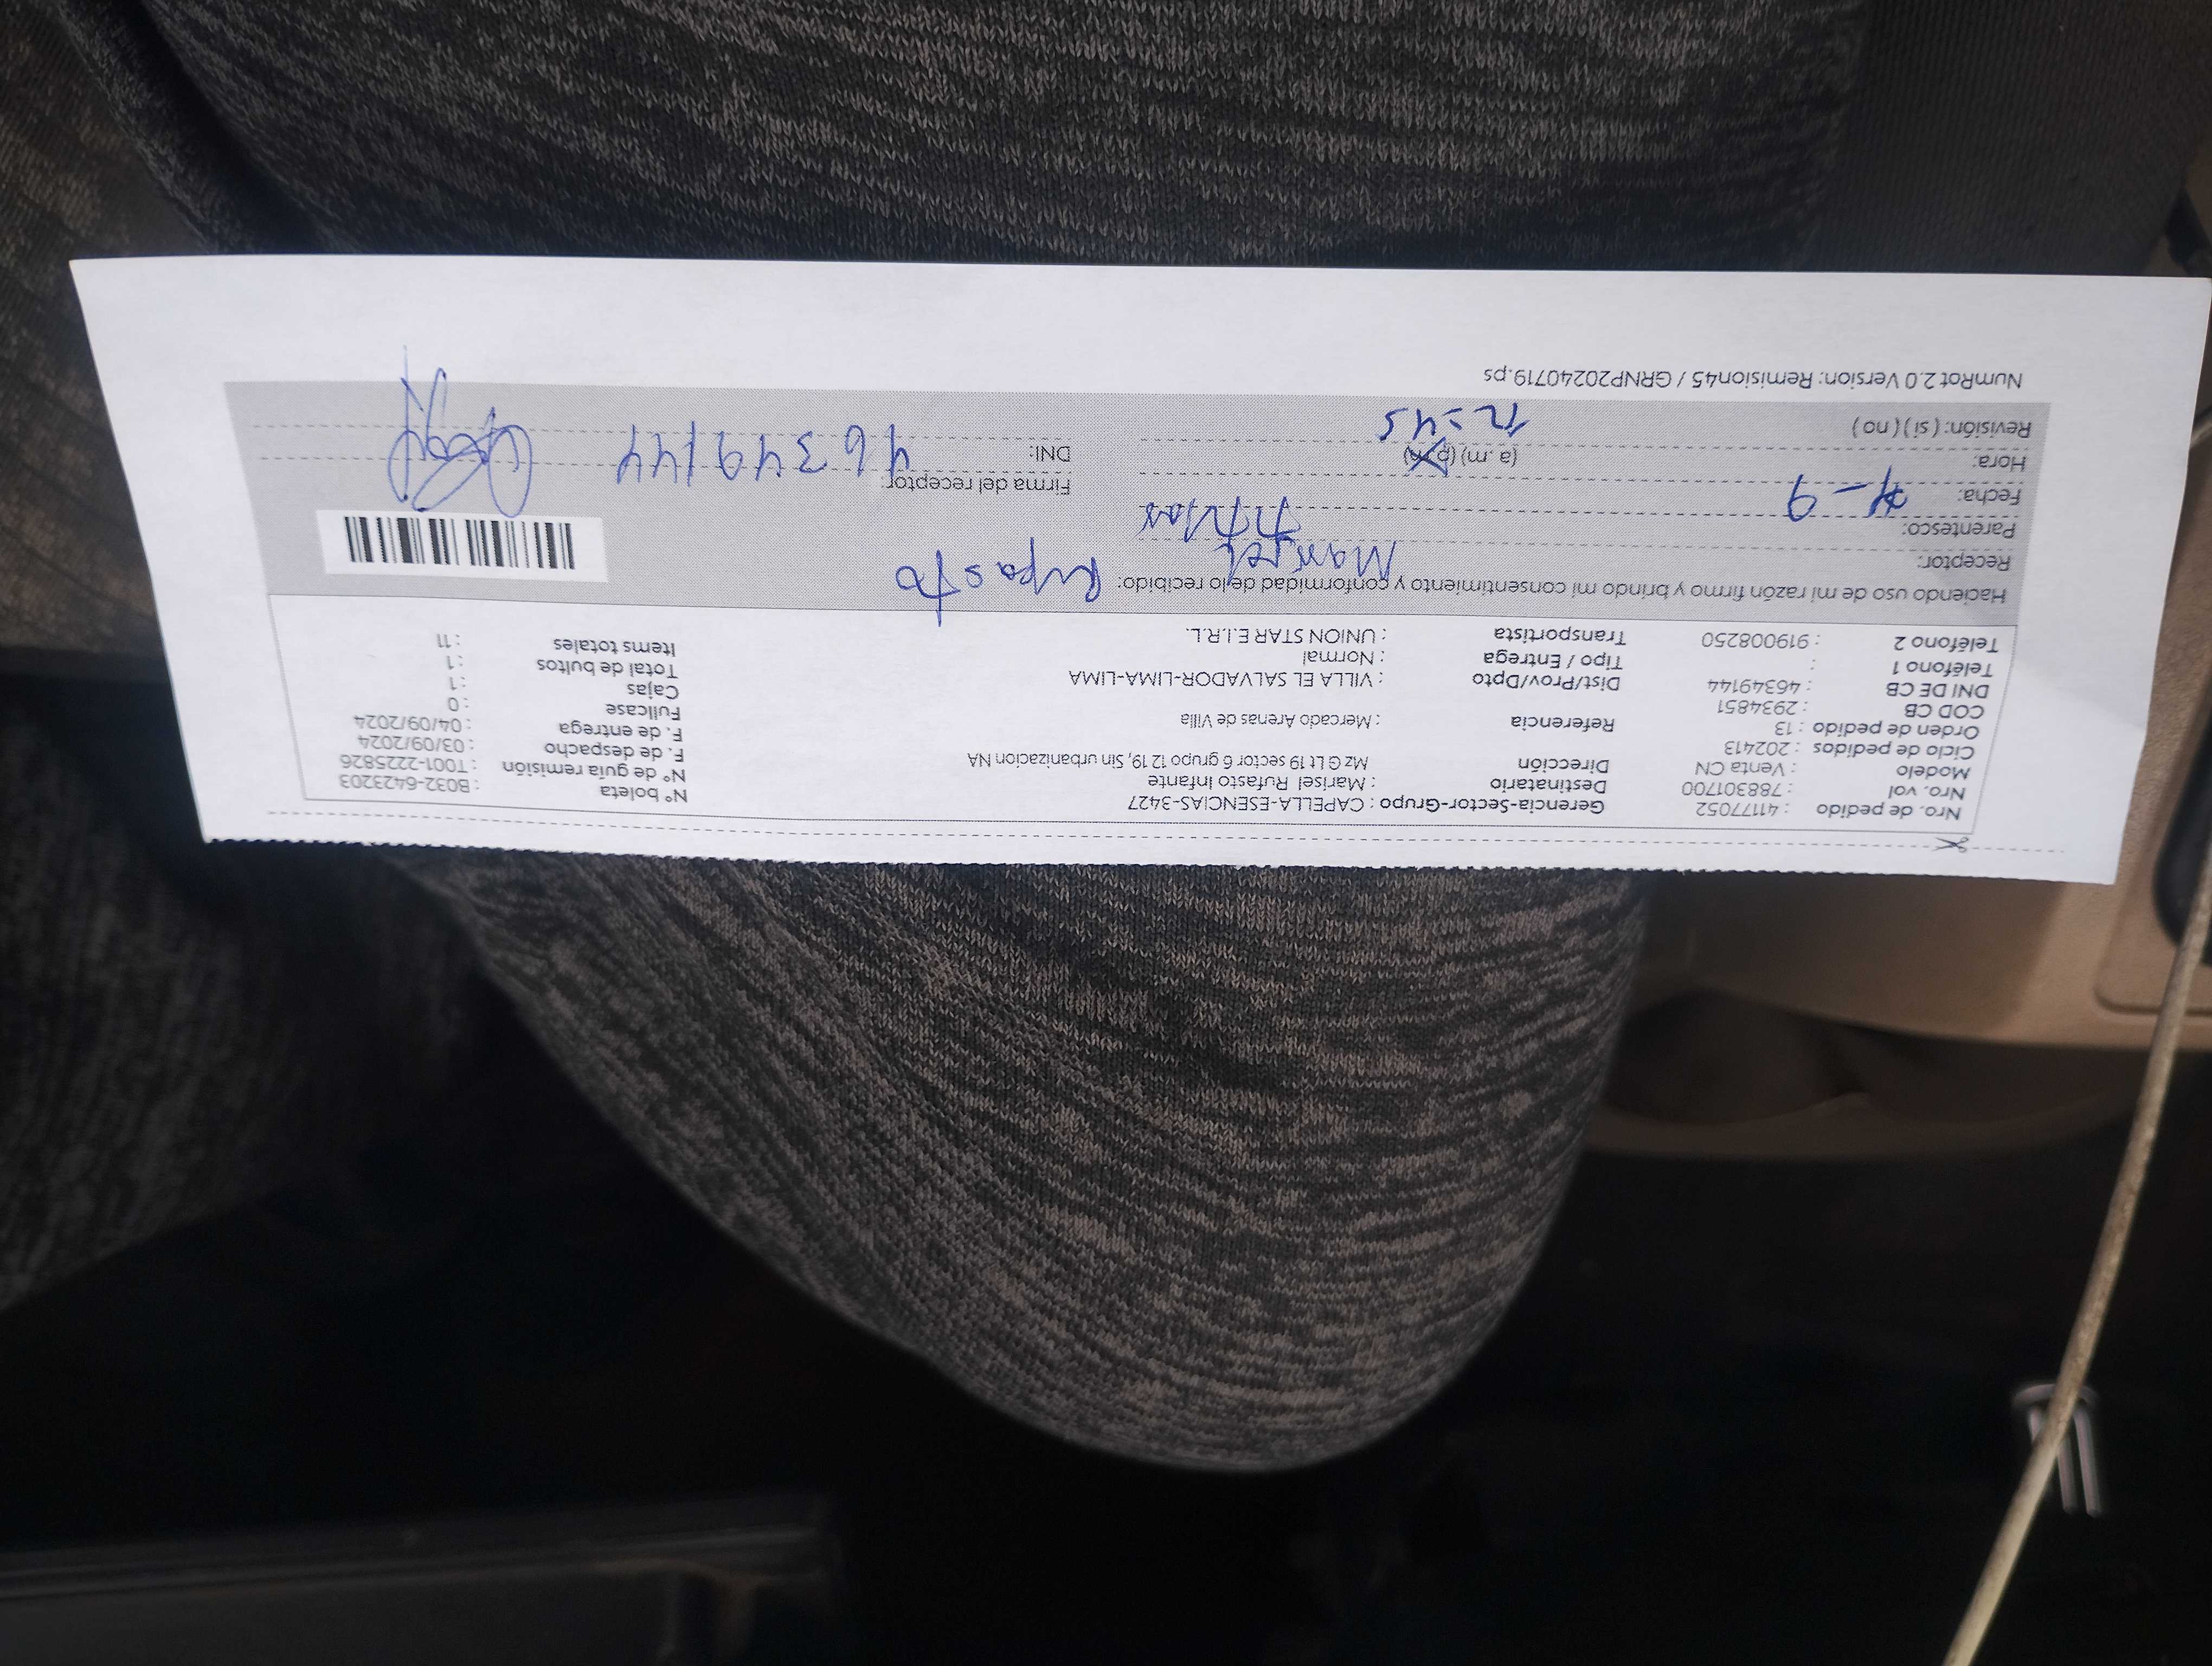 Nro. de pedido : 41177052 Gerencia-Sector-Grupo : CAPELLA-ESENCIAS-3427 N° boleta : B032-6423203
Nro. vol : 788301700 Destinatario : Marisel Rufasto Infante N° de guia remisión : T001-2225826
Modelo : Venta CN Dirección Mz G Lt 19 sector 6 grupo 12 19, Sin urbanizacion NA F. de despacho : 03/09/2024
Ciclo de pedidos : 202413 F. de entrega : 04/09/2024
Orden de pedido : 13 Referencia : Mercado Arenas de Villa Fullcase : 0
COD CB : 2934851 Cajas : 1
DNI DE CB : 46349144 Dist/Prov/Dpto : VILLA EL SALVADOR-LIMA-LIMA Total de bultos : 1
Teléfono 1 : Tipo / Entrega : Normal Items totales : 11
Teléfono 2 : 919008250 Transportista : UNION STAR E.I.R.L.
Haciendo uso de mi razón firmo y brindo mi consentimiento y conformidad de lo recibido:
Receptor: Marisel
Parentesco: Titular
Fecha: 4-9 Firma del receptor:
Hora: (a. m) (p.m) DNI: 46349144
Revisión: ( si ) ( no ) 12:45
NumRot 2.0 Version: Remision45 / GRNP20240719.ps